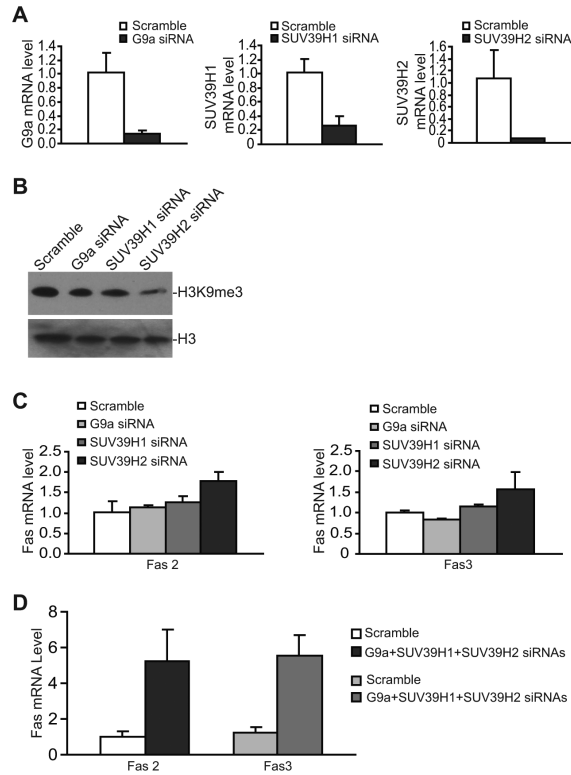 A
Scramble
G9a siRNA
G9a mRNA level
1.4
1.2
1.0
0.8
0.6
0.4
0.2
0.0
Scramble
SUV39H1 siRNA
SUV39H1
mRNA level
1.4
1.2
1.0
0.8
0.6
0.4
0.2
0
Scramble
SUV39H2 siRNA
SUV39H2
mRNA level
1.6
1.4
1.2
1.0
0.8
0.6
0.4
0.2
0
B
Scramble
G9a siRNA
SUV39H1 siRNA
SUV39H2 siRNA
-H3K9me3
-H3
C
Scramble
G9a siRNA
SUV39H1 siRNA
SUV39H2 siRNA
Fas mRNA level
2.5
2.0
1.5
1.0
0.5
0.0
Fas 2
Scramble
G9a siRNA
SUV39H1 siRNA
SUV39H2 siRNA
Fas mRNA level
2.5
2.0
1.5
1.0
0.5
0
Fas3
D
Fas mRNA Level
8
6
4
2
0
Fas 2
Fas3
Scramble
G9a+SUV39H1+SUV39H2 siRNAs
Scramble
G9a+SUV39H1+SUV39H2 siRNAs